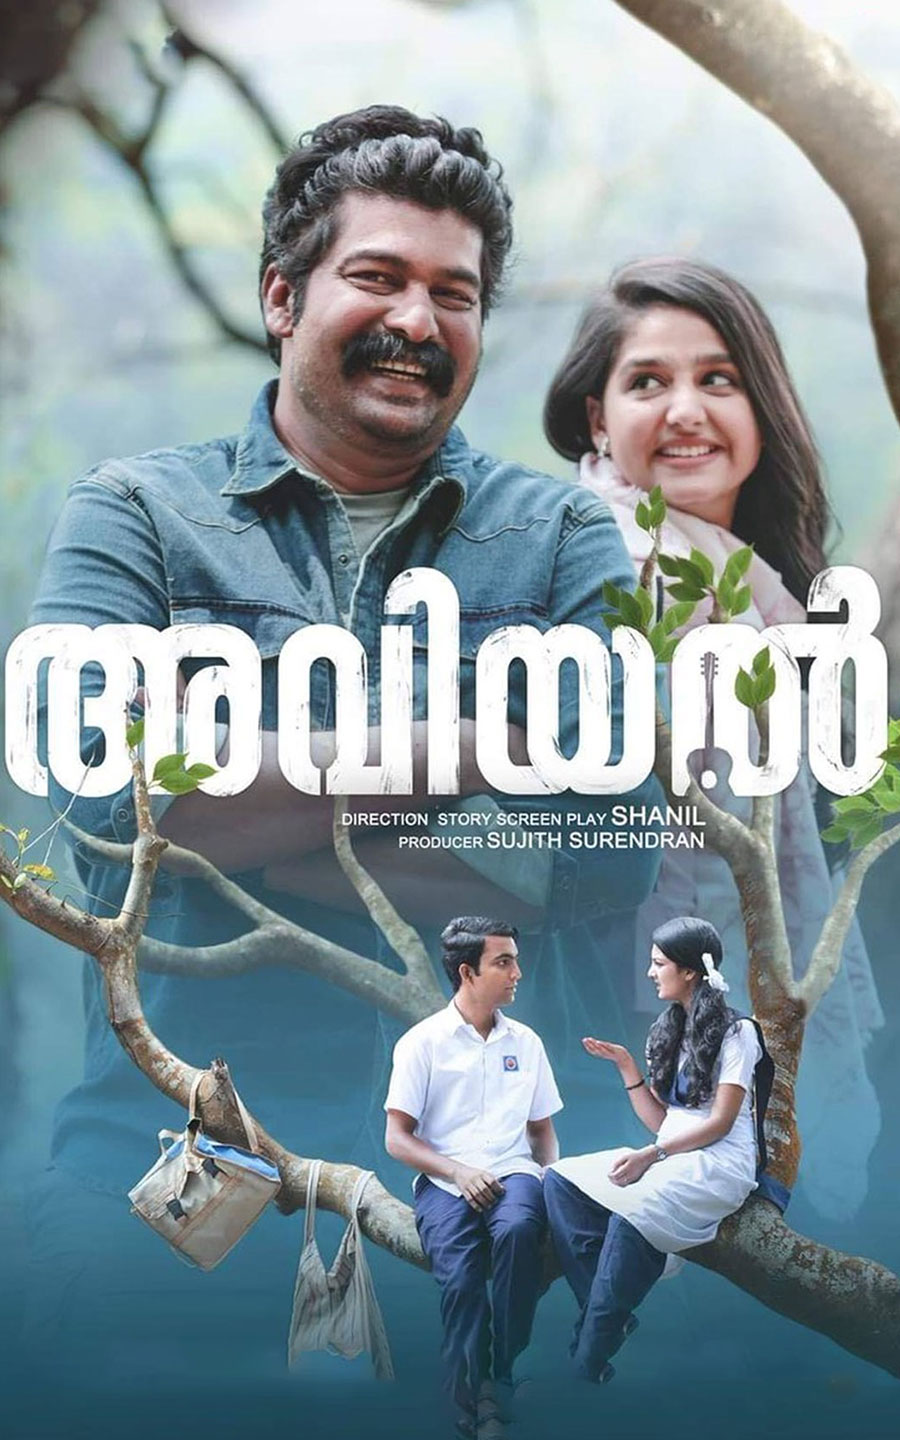 അവിയൽ
DIRECTION STORY SCREEN PLAY SHANIL
PRODUCER SUJITH SURENDRAN